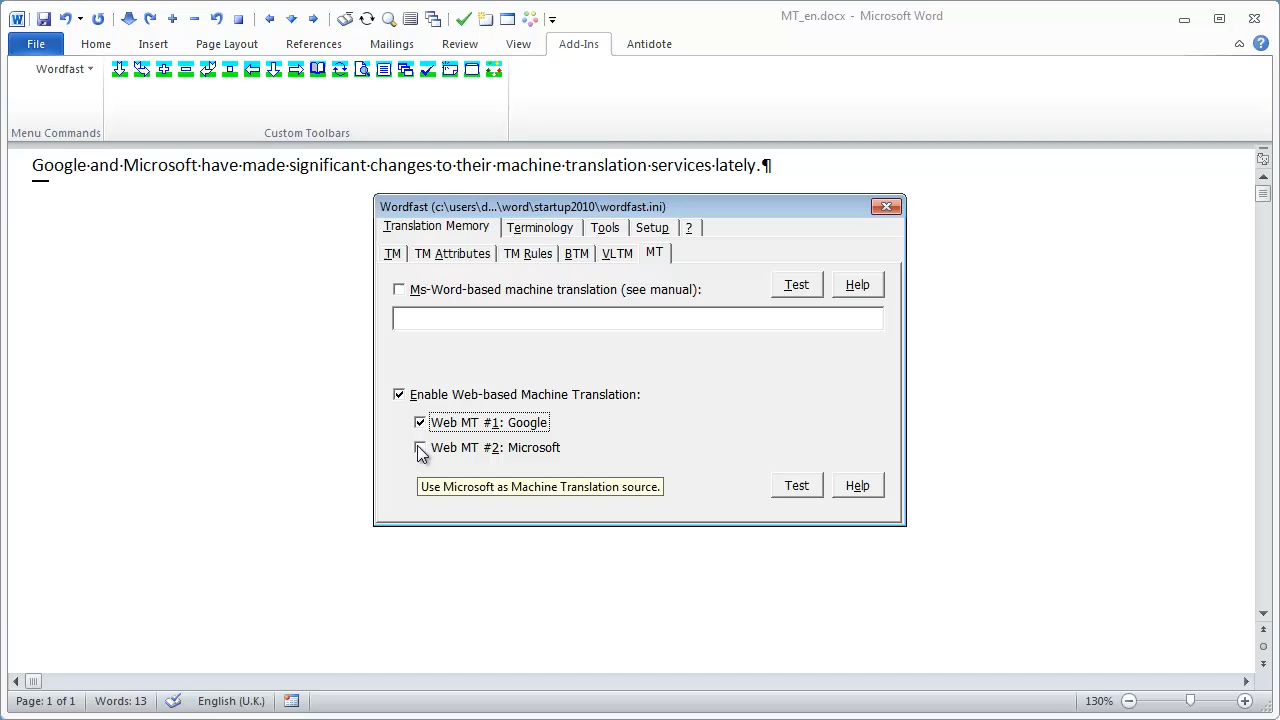 MT_en.docx - Microsoft Word
File Home Insert Page Layout References Mailings Review View Add-Ins Antidote
Wordfast
Menu Commands Custom Toolbars
Google·and·Microsoft·have·made·significant·changes·to·their·machine·translation·services·lately.¶
Wordfast (c:\users\d...\word\startup2010\wordfast.ini)
Translation Memory Terminology Tools Setup ?
TM TM Attributes TM Rules BTM VLTM MT
Ms-Word-based machine translation (see manual): Test Help
Enable Web-based Machine Translation:
Web MT #1: Google
Web MT #2: Microsoft
Use Microsoft as Machine Translation source. Test Help
Page: 1 of 1 Words: 13 English (U.K.) 130%